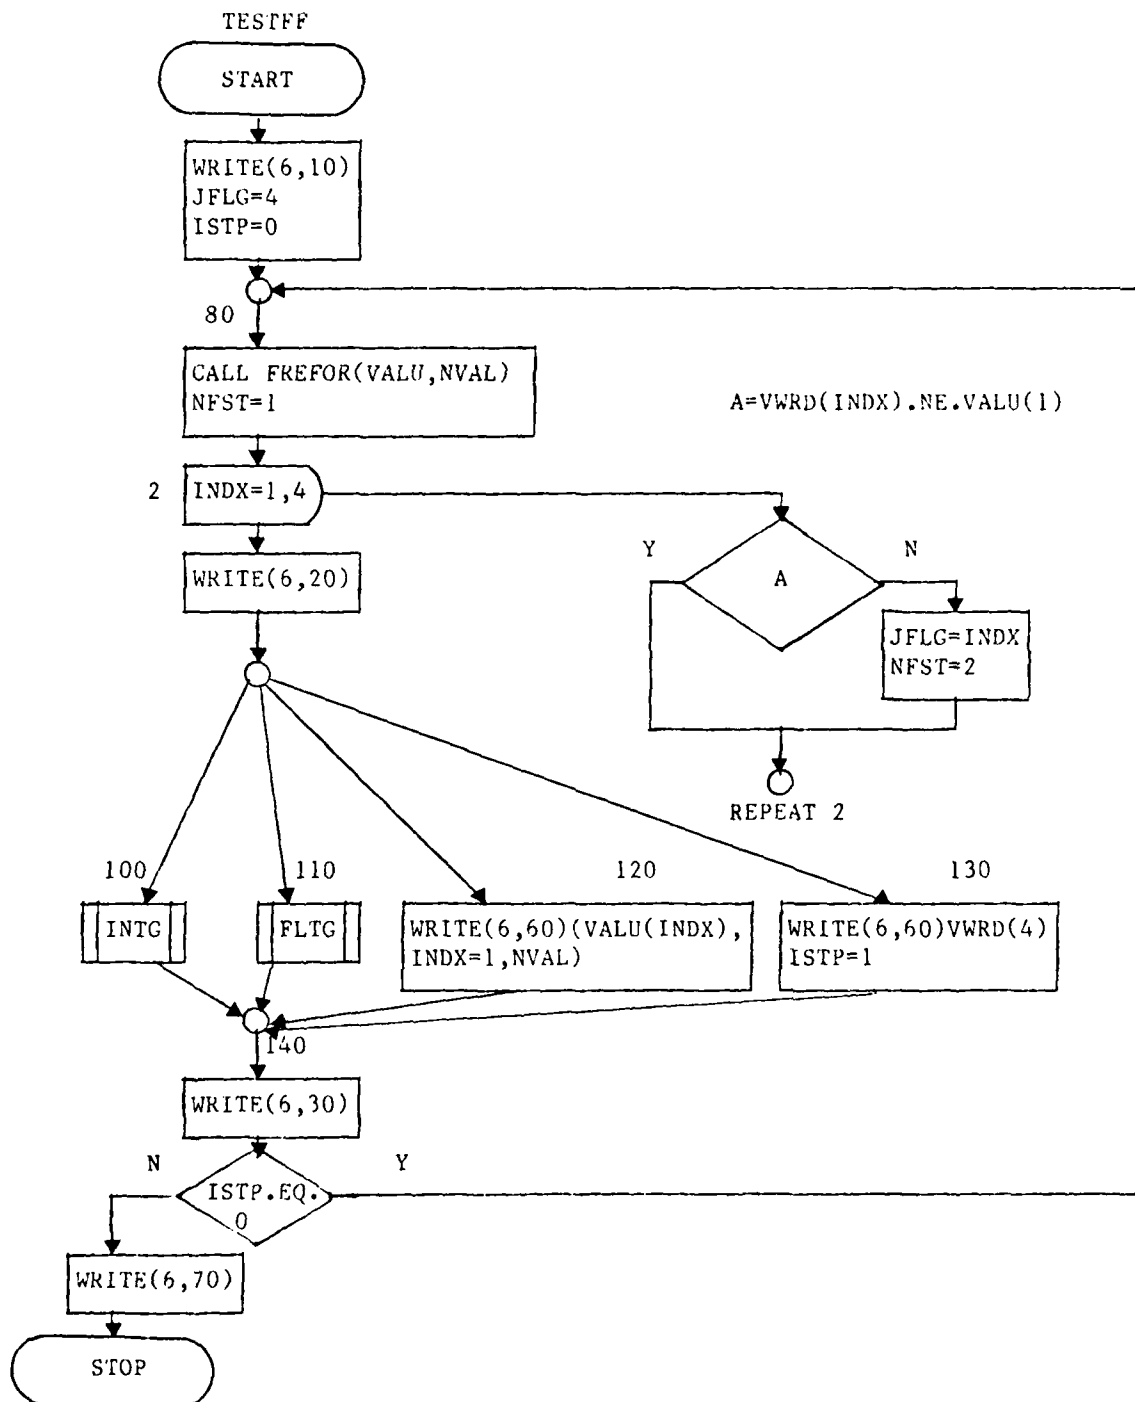 TESTFF
START
WRITE(6,10)
JFLG=4
ISTP=0
80
CALL FREFOR(VALU,NVAL)
NFST=1
A=VWRD(INDX).NE.VALU(1)
2
INDX=1,4
WRITE(6,20)
Y
N
A
JFLG=INDX
NFST=2
REPEAT 2
100
110
120
130
INTG
FLTG
WRITE(6,60)(VALU(INDX),
INDX=1,NVAL)
WRITE(6,60)VWRD(4)
ISTP=1
140
WRITE(6,30)
N
Y
ISTP.EQ.
0
WRITE(6,70)
STOP